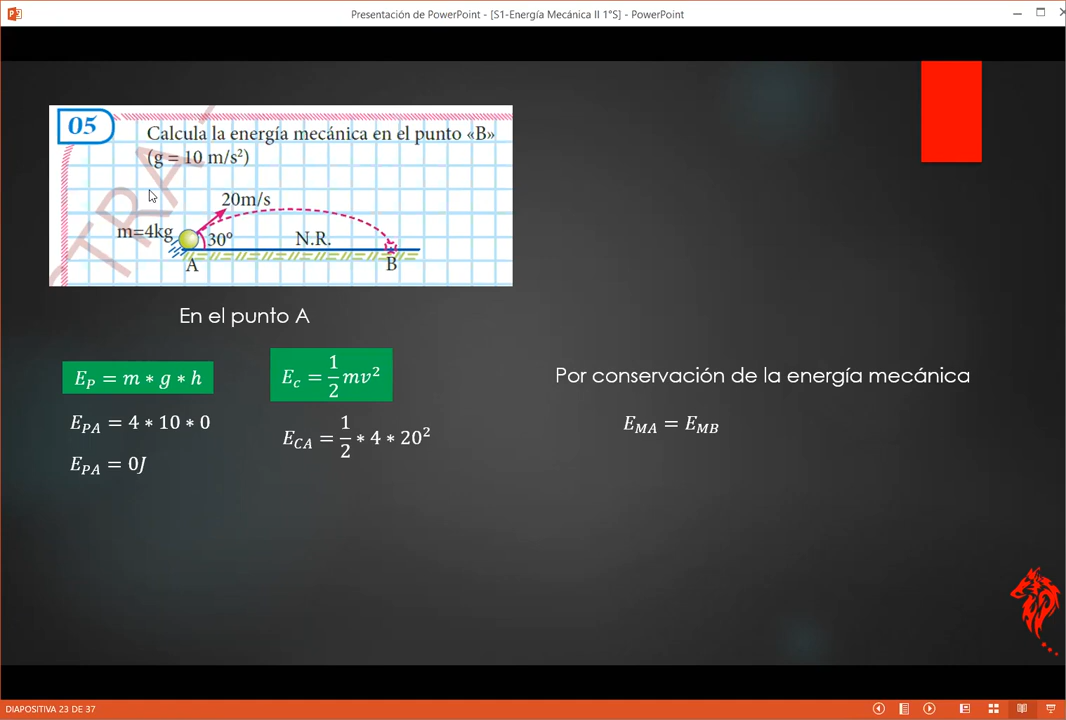 Presentación de PowerPoint - [S1-Energía Mecánica II 1°S] - PowerPoint
05
Calcula la energía mecánica en el punto «B»
(g = 10 m/s²)
TRA
20m/s
m=4kg
30°
N.R.
A
B
En el punto A
E_P = m ∗ g ∗ h
E_c = 1/2 mv²
Por conservación de la energía mecánica
E_PA = 4 ∗ 10 ∗ 0
E_CA = 1/2 ∗ 4 ∗ 20²
E_MA = E_MB
E_PA = 0J
DIAPOSITIVA 23 DE 37